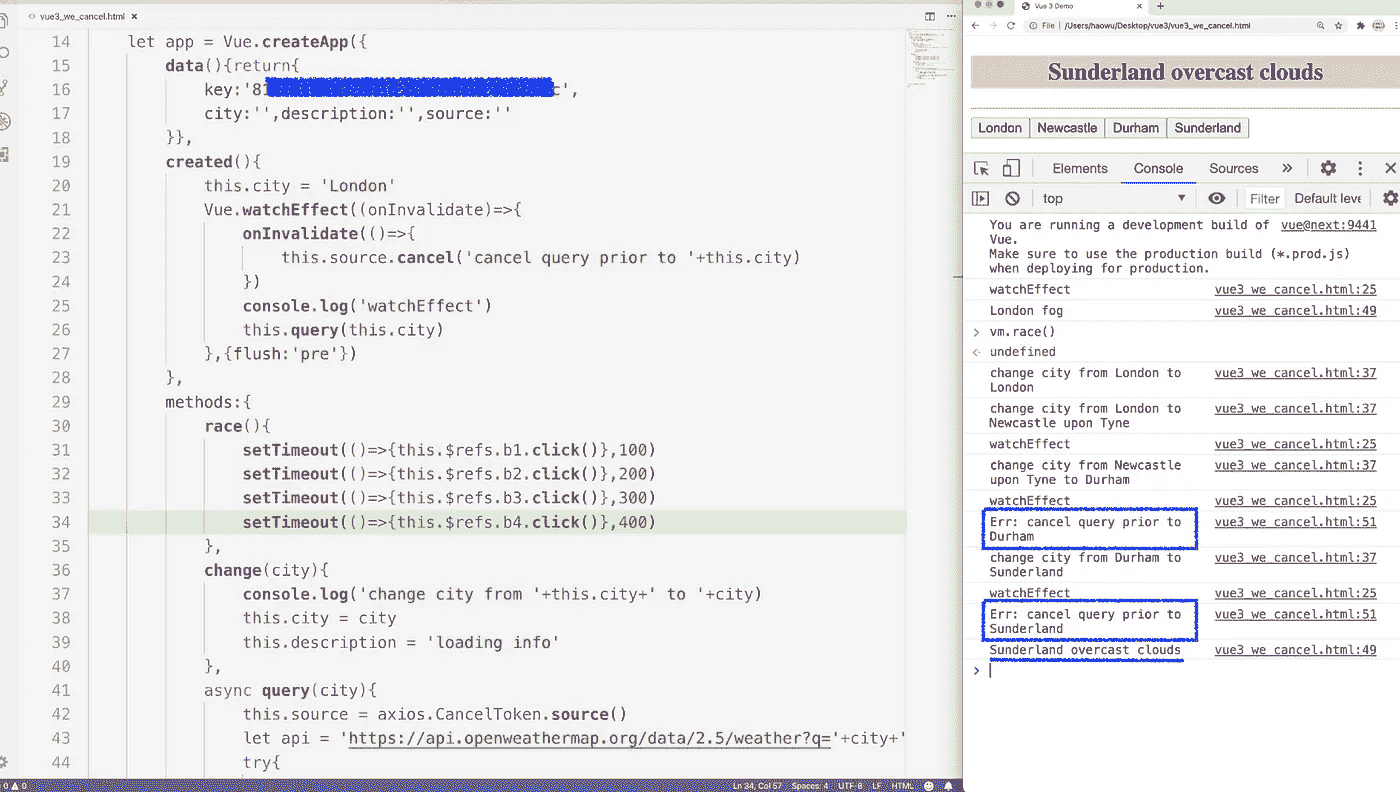 vue3_we_cancel.html
14 let app = Vue.createApp({
15 data(){return{
16 key:'81 c',
17 city:'',description:'',source:''
18 }},
19 created(){
20 this.city = 'London'
21 Vue.watchEffect((onInvalidate)=>{
22 onInvalidate(()=>{
23 this.source.cancel('cancel query prior to '+this.city)
24 })
25 console.log('watchEffect')
26 this.query(this.city)
27 },{flush:'pre'})
28 },
29 methods:{
30 race(){
31 setTimeout(()=>{this.$refs.b1.click()},100)
32 setTimeout(()=>{this.$refs.b2.click()},200)
33 setTimeout(()=>{this.$refs.b3.click()},300)
34 setTimeout(()=>{this.$refs.b4.click()},400)
35 },
36 change(city){
37 console.log('change city from '+this.city+' to '+city)
38 this.city = city
39 this.description = 'loading info'
40 },
41 async query(city){
42 this.source = axios.CancelToken.source()
43 let api = 'https://api.openweathermap.org/data/2.5/weather?q='+city+'
44 try{
0 0 Ln 34, Col 57 Spaces: 4 UTF-8 LF HTML
Vue 3 Demo
File /Users/haowu/Desktop/vue3/vue3_we_cancel.html
Sunderland overcast clouds
London Newcastle Durham Sunderland
Elements Console Sources »
top Filter Default leve
You are running a development build of vue@next:9441
Vue.
Make sure to use the production build (*.prod.js)
when deploying for production.
watchEffect vue3_we_cancel.html:25
London fog vue3_we_cancel.html:49
vm.race()
undefined
change city from London to vue3_we_cancel.html:37
London
change city from London to vue3_we_cancel.html:37
Newcastle upon Tyne
watchEffect vue3_we_cancel.html:25
change city from Newcastle vue3_we_cancel.html:37
upon Tyne to Durham
watchEffect vue3_we_cancel.html:25
Err: cancel query prior to vue3_we_cancel.html:51
Durham
change city from Durham to vue3_we_cancel.html:37
Sunderland
watchEffect vue3_we_cancel.html:25
Err: cancel query prior to vue3_we_cancel.html:51
Sunderland
Sunderland overcast clouds vue3_we_cancel.html:49